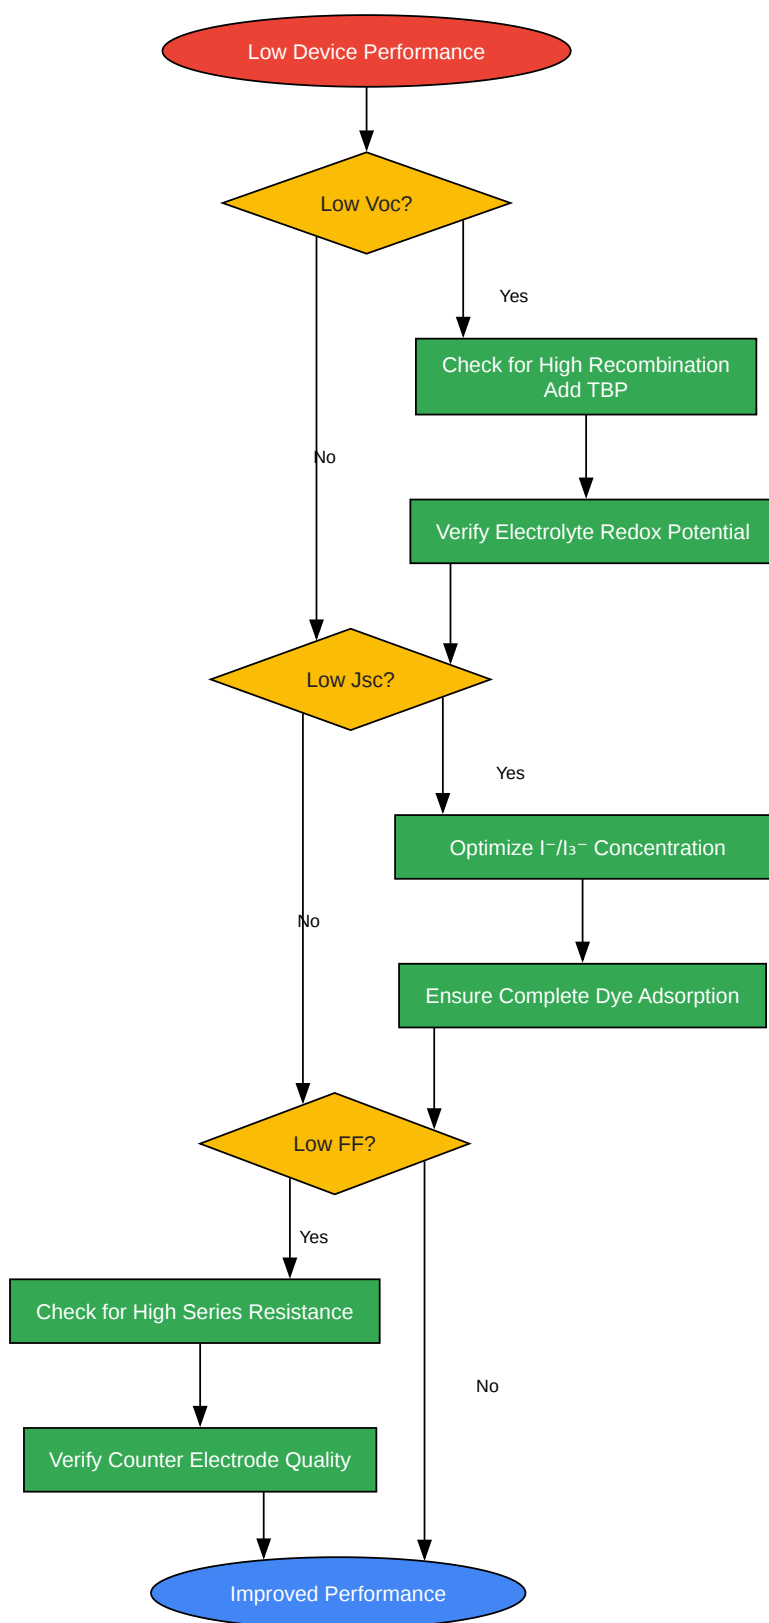 Low Device Performance
Low Voc?
Yes
Check for High Recombination
Add TBP
No
Verify Electrolyte Redox Potential
Low Jsc?
Yes
Optimize I⁻/I₃⁻ Concentration
No
Ensure Complete Dye Adsorption
Low FF?
Yes
Check for High Series Resistance
No
Verify Counter Electrode Quality
Improved Performance